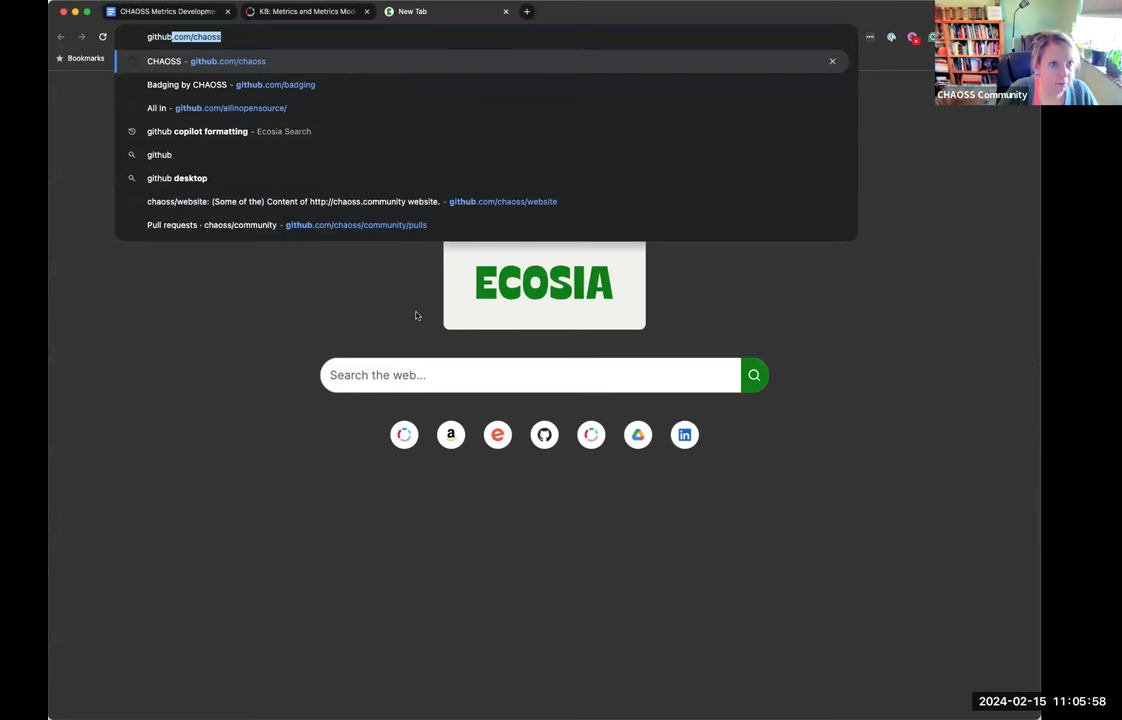 CHAOSS Metrics Developme
KB: Metrics and Metrics Mod
New Tab
github.com/chaoss
Bookmarks
CHAOSS - github.com/chaoss
Badging by CHAOSS - github.com/badging
All In - github.com/allinopensource/
github copilot formatting - Ecosia Search
github
github desktop
chaoss/website: (Some of the) Content of http://chaoss.community website. - github.com/chaoss/website
Pull requests · chaoss/community - github.com/chaoss/community/pulls
CHAOSS Community
ECOSIA
Search the web...
2024-02-15 11:05:58